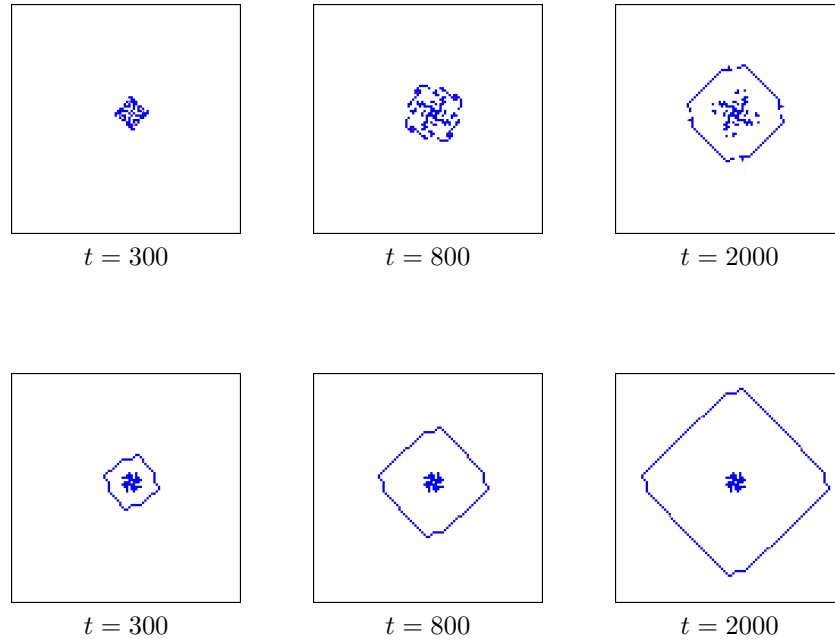 t = 300 t = 800 t = 2000
t = 300 t = 800 t = 2000